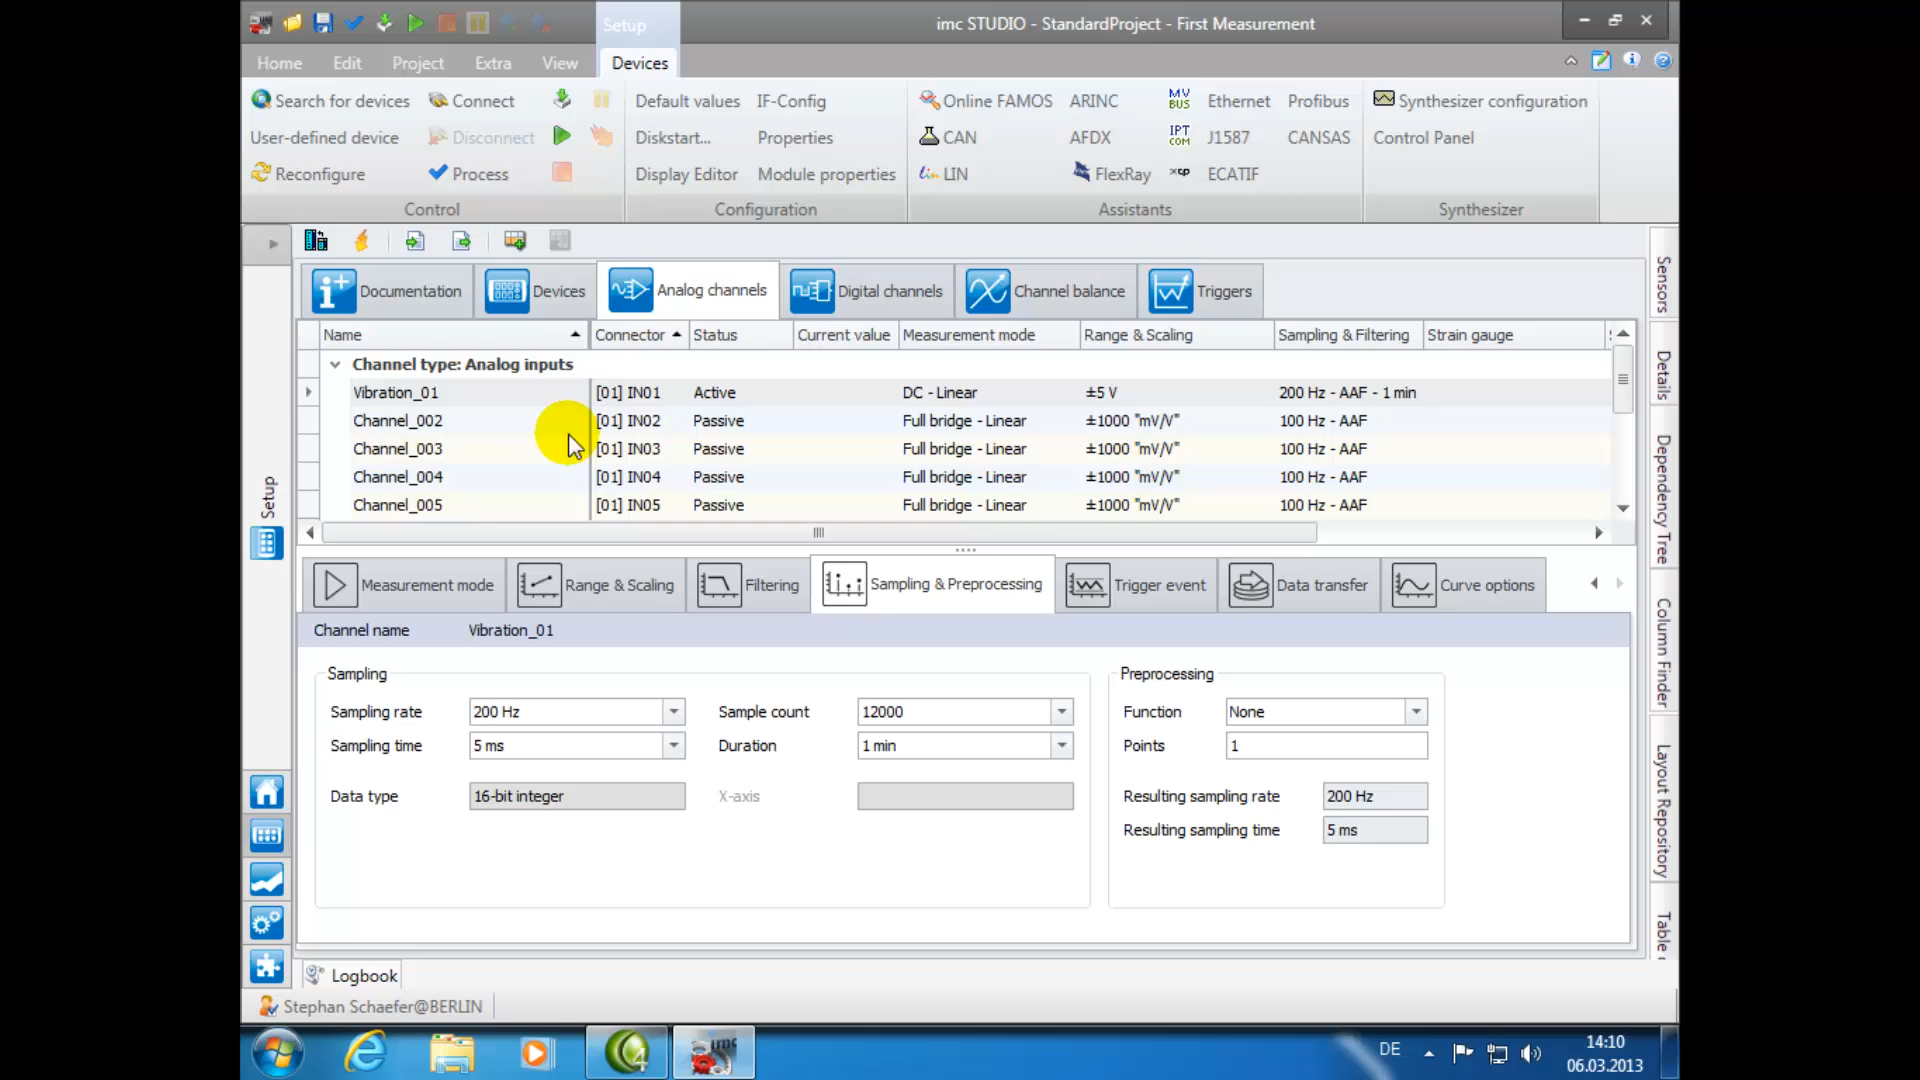 Setup
imc STUDIO - StandardProject - First Measurement
Home Edit Project Extra View Devices
Search for devices Connect Default values IF-Config Online FAMOS ARINC MV BUS Ethernet Profibus Synthesizer configuration
User-defined device Disconnect Diskstart... Properties CAN AFDX IPT COM J1587 CANSAS Control Panel
Reconfigure Process Display Editor Module properties Lin LIN FlexRay xcp ECATIF
Control Configuration Assistants Synthesizer
Documentation Devices Analog channels Digital channels Channel balance Triggers
Name Connector Status Current value Measurement mode Range & Scaling Sampling & Filtering Strain gauge
Channel type: Analog inputs
Vibration_01 [01] IN01 Active DC - Linear ±5 V 200 Hz - AAF - 1 min
Channel_002 [01] IN02 Passive Full bridge - Linear ±1000 "mV/V" 100 Hz - AAF
Channel_003 [01] IN03 Passive Full bridge - Linear ±1000 "mV/V" 100 Hz - AAF
Channel_004 [01] IN04 Passive Full bridge - Linear ±1000 "mV/V" 100 Hz - AAF
Channel_005 [01] IN05 Passive Full bridge - Linear ±1000 "mV/V" 100 Hz - AAF
Setup
Measurement mode Range & Scaling Filtering Sampling & Preprocessing Trigger event Data transfer Curve options
Channel name Vibration_01
Sampling Preprocessing
Sampling rate 200 Hz Sample count 12000 Function None
Sampling time 5 ms Duration 1 min Points 1
Data type 16-bit integer X-axis Resulting sampling rate 200 Hz
Resulting sampling time 5 ms
Sensors
Details
Dependency Tree
Column Finder
Layout Repository
Table
Logbook
Stephan Schaefer@BERLIN
imc
DE 14:10
06.03.2013